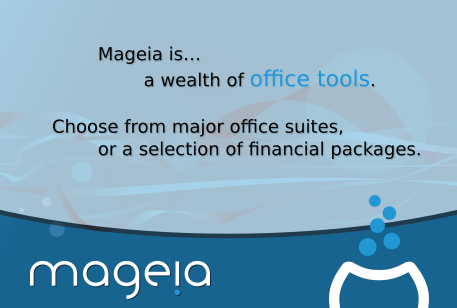 Mageia is...
a wealth of office tools.
Choose from major office suites,
or a selection of financial packages.
mageia